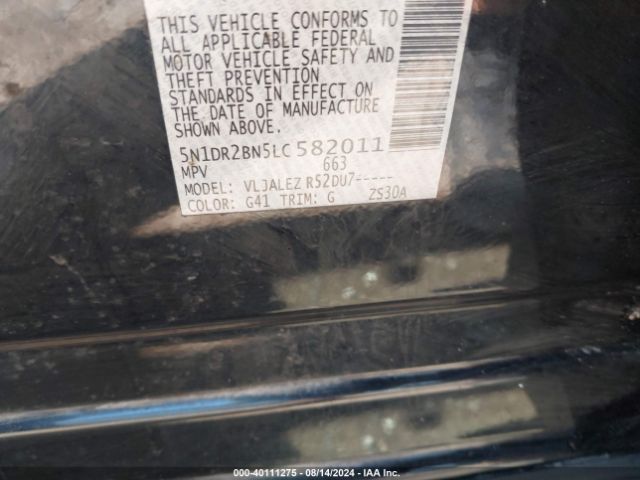 THIS VEHICLE CONFORMS TO
ALL APPLICABLE FEDERAL
MOTOR VEHICLE SAFETY AND
THEFT PREVENTION
STANDARDS IN EFFECT ON
THE DATE OF MANUFACTURE
SHOWN ABOVE.
5N1DR2BN5LC 582011
MPV 663
MODEL: VLJALEZ R52DU7-----
COLOR: G41 TRIM: G ZS30A
000-40111275 - 08/14/2024 - IAA Inc.